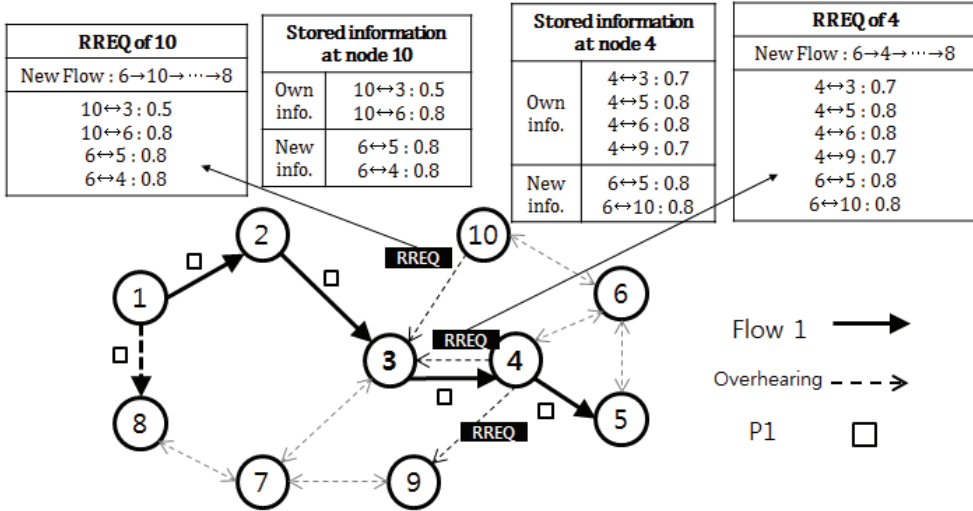 RREQ of 10
New Flow : 6→10→⋯→8
10↔3 : 0.5
10↔6 : 0.8
6↔5 : 0.8
6↔4 : 0.8
Stored information
at node 10
Own
info.
10↔3 : 0.5
10↔6 : 0.8
New
info.
6↔5 : 0.8
6↔4 : 0.8
Stored information
at node 4
Own
info.
4↔3 : 0.7
4↔5 : 0.8
4↔6 : 0.8
4↔9 : 0.7
New
info.
6↔5 : 0.8
6↔10 : 0.8
RREQ of 4
New Flow : 6→4→⋯→8
4↔3 : 0.7
4↔5 : 0.8
4↔6 : 0.8
4↔9 : 0.7
6↔5 : 0.8
6↔10 : 0.8
2
10
RREQ
1
6
RREQ
3
4
Flow 1
Overhearing
8
5
P1
RREQ
7
9